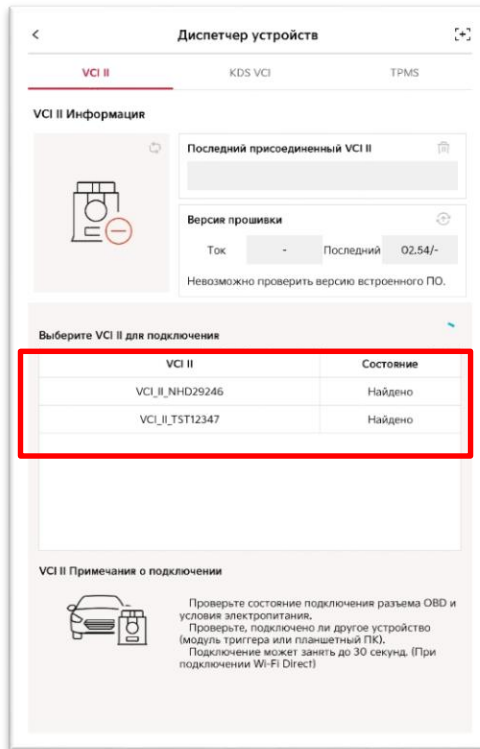 Диспетчер устройств
VCI II
KDS VCI
TPMS
VCI II Информация
Последний присоединенный VCI II
Версия прошивки
Ток - Последний 02.54/-
Невозможно проверить версию встроенного ПО.
Выберите VCI II для подключения
VCI II Состояние
VCI_II_NHD29246 Найдено
VCI_II_TST12347 Найдено
VCI II Примечания о подключении
Проверьте состояние подключения разъема OBD и
условия электропитания.
Проверьте, подключено ли другое устройство
(модуль триггера или планшетный ПК).
Подключение может занять до 30 секунд. (При
подключении Wi-Fi Direct)